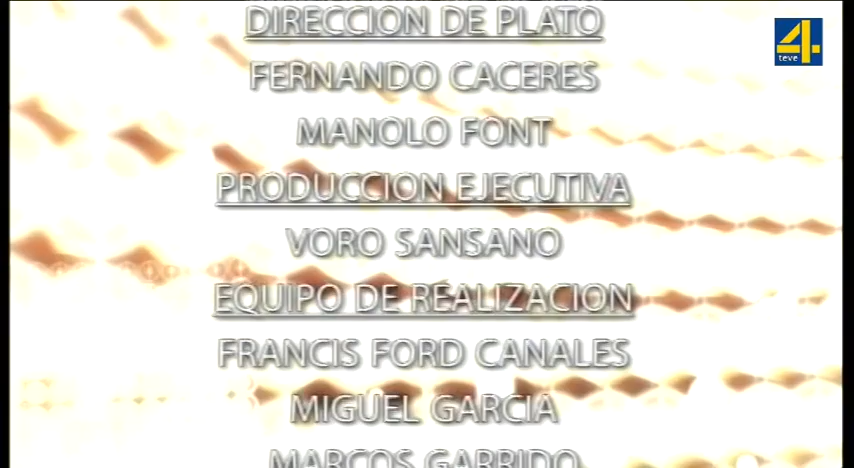 DIRECCION DE PLATO
4
teve
FERNANDO CACERES
MANOLO FONT
PRODUCCION EJECUTIVA
VORO SANSANO
EQUIPO DE REALIZACION
FRANCIS FORD CANALES
MIGUEL GARCIA
MARCOS GARRIDO